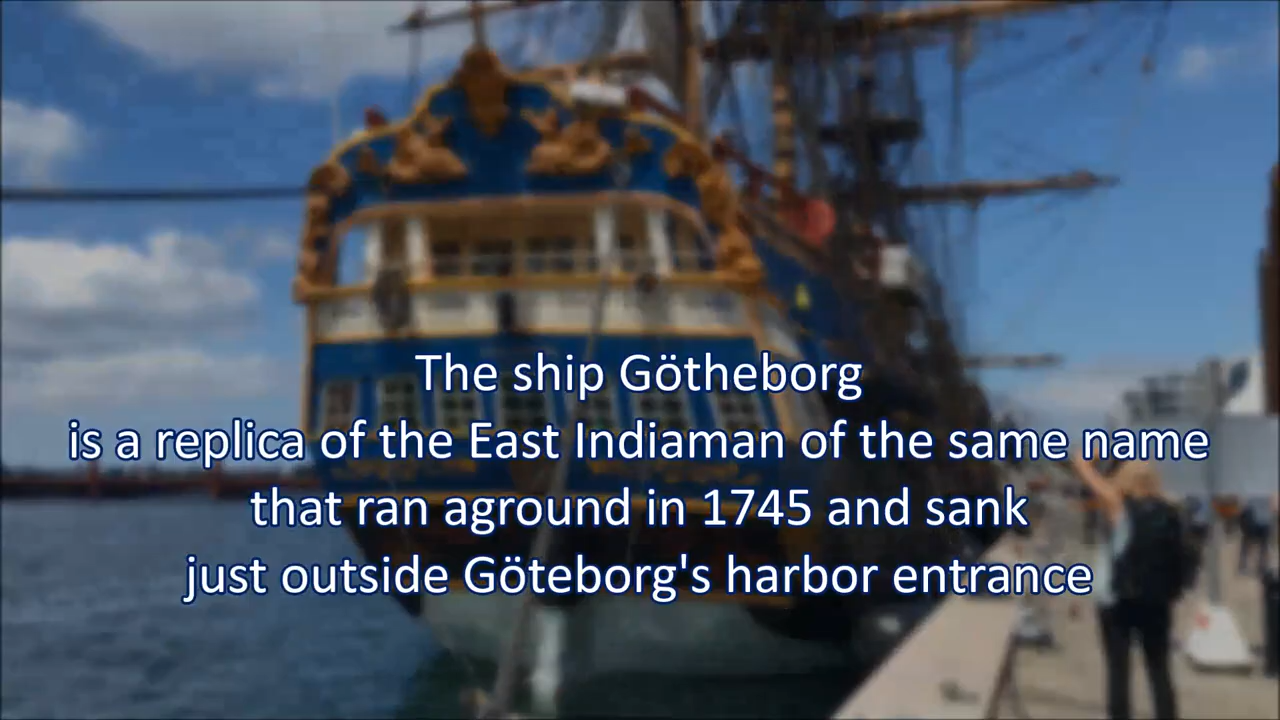 The ship Götheborg
is a replica of the East Indiaman of the same name
that ran aground in 1745 and sank
just outside Göteborg's harbor entrance